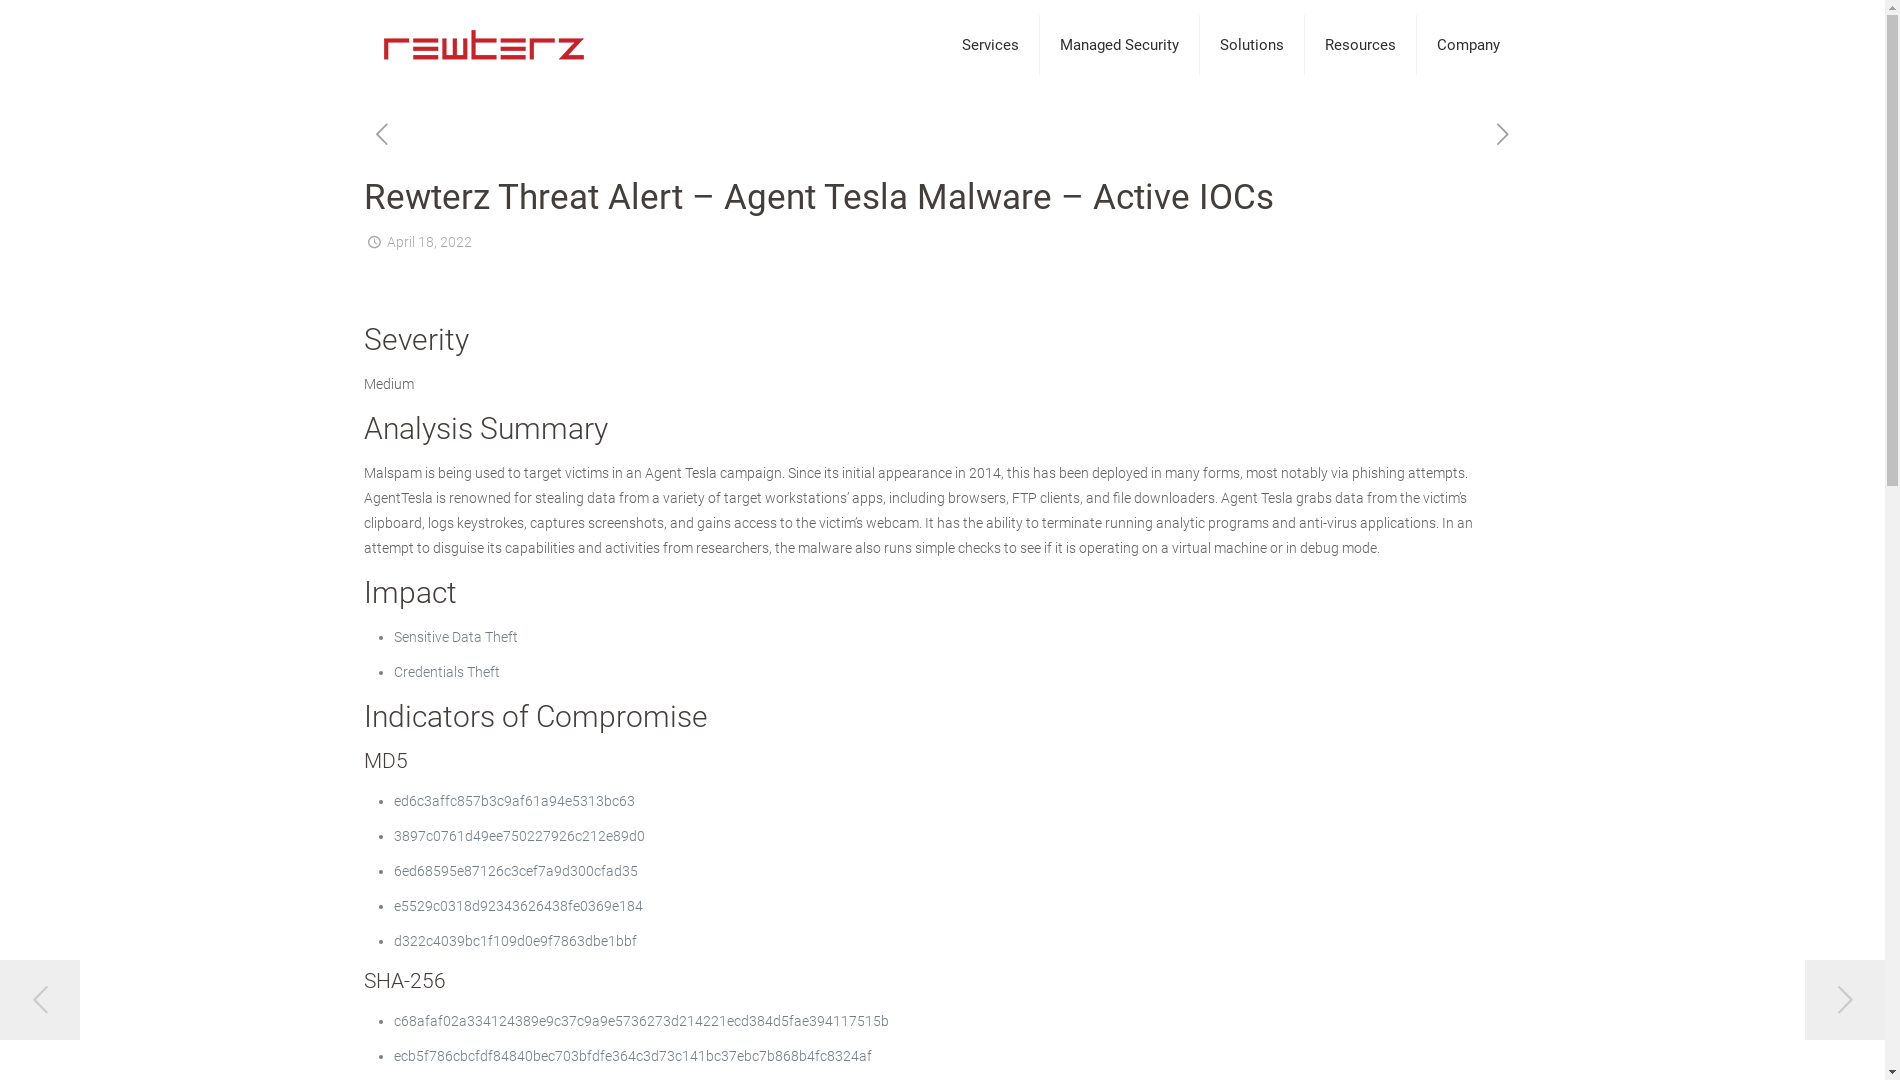 rewterz
Services
Managed Security
Solutions
Resources
Company
Rewterz Threat Alert – Agent Tesla Malware – Active IOCs
April 18, 2022
Severity
Medium
Analysis Summary
Malspam is being used to target victims in an Agent Tesla campaign. Since its initial appearance in 2014, this has been deployed in many forms, most notably via phishing attempts.
AgentTesla is renowned for stealing data from a variety of target workstations’ apps, including browsers, FTP clients, and file downloaders. Agent Tesla grabs data from the victim’s
clipboard, logs keystrokes, captures screenshots, and gains access to the victim’s webcam. It has the ability to terminate running analytic programs and anti-virus applications. In an
attempt to disguise its capabilities and activities from researchers, the malware also runs simple checks to see if it is operating on a virtual machine or in debug mode.
Impact
• Sensitive Data Theft
• Credentials Theft
Indicators of Compromise
MD5
• ed6c3affc857b3c9af61a94e5313bc63
• 3897c0761d49ee750227926c212e89d0
• 6ed68595e87126c3cef7a9d300cfad35
• e5529c0318d92343626438fe0369e184
• d322c4039bc1f109d0e9f7863dbe1bbf
SHA-256
• c68afaf02a334124389e9c37c9a9e5736273d214221ecd384d5fae394117515b
• ecb5f786cbcfdf84840bec703bfdfe364c3d73c141bc37ebc7b868b4fc8324af